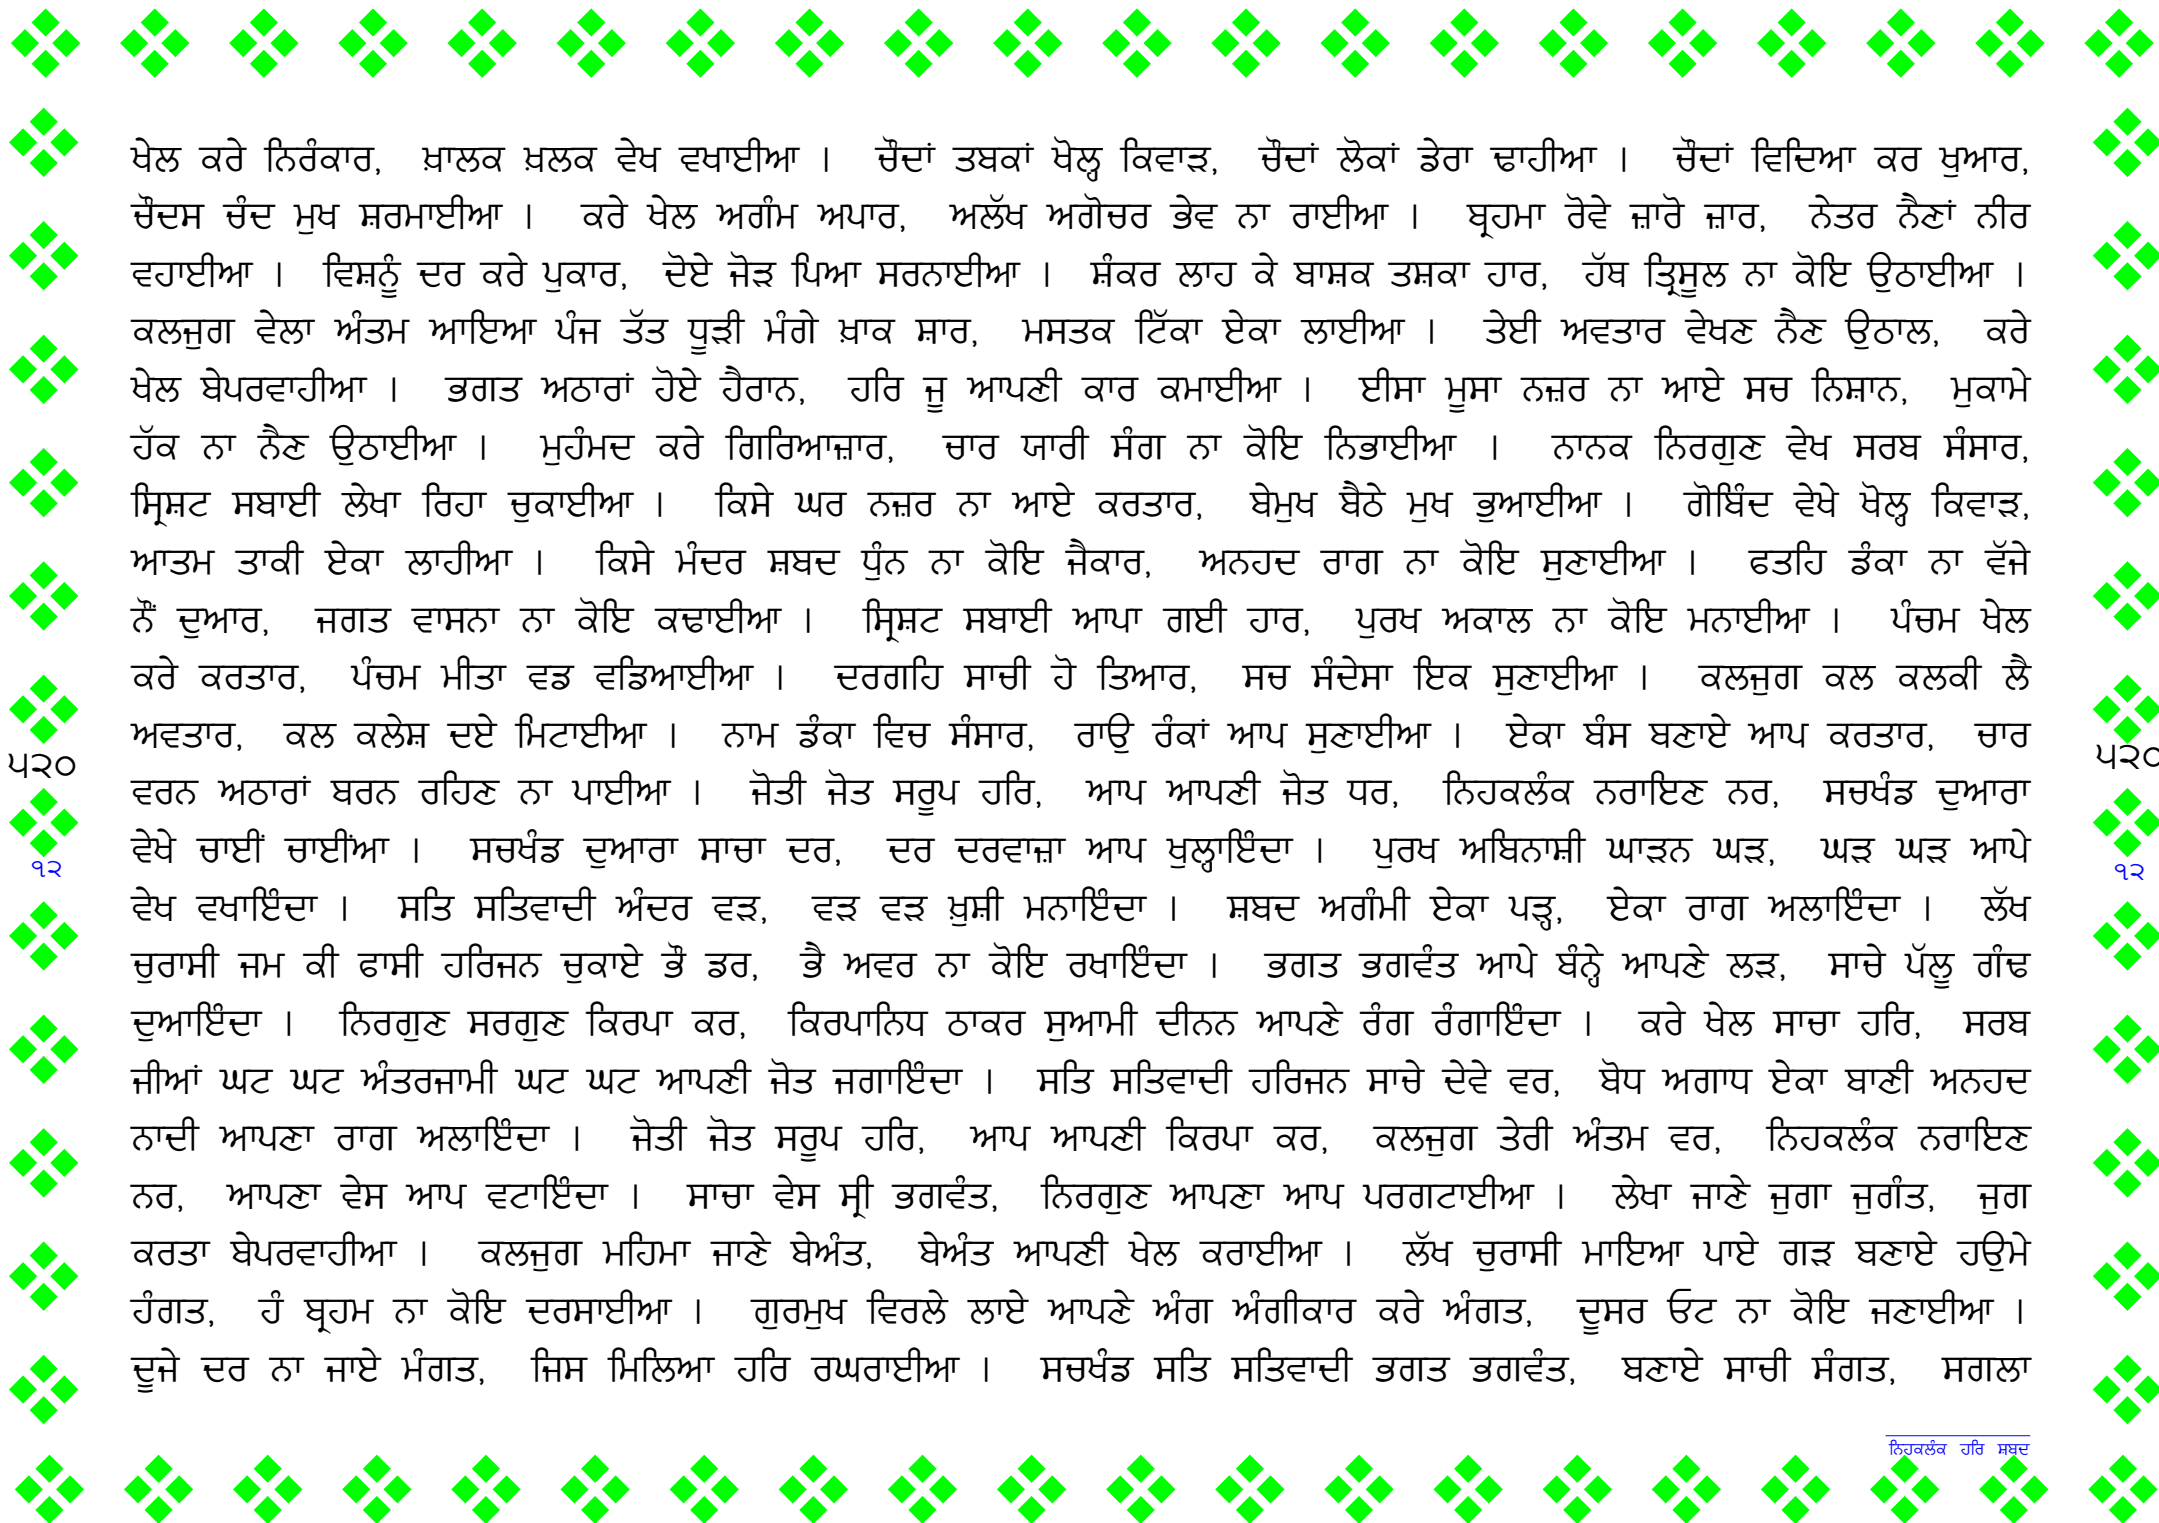 ਖੇਲ ਕਰੇ ਨਿਰੰਕਾਰ, ਖ਼ਾਲਕ ਖ਼ਲਕ ਵੇਖ ਵਖਾਈਆ । ਚੌਦਾਂ ਤਬਕਾਂ ਖੋਲ੍ਹ ਕਿਵਾੜ, ਚੌਦਾਂ ਲੋਕਾਂ ਡੇਰਾ ਢਾਹੀਆ । ਚੌਦਾਂ ਵਿਦਿਆ ਕਰ ਖੁਆਰ,
ਚੌਦਸ ਚੰਦ ਮੁਖ ਸ਼ਰਮਾਈਆ । ਕਰੇ ਖੇਲ ਅਗੰਮ ਅਪਾਰ, ਅਲੱਖ ਅਗੋਚਰ ਭੇਵ ਨਾ ਰਾਈਆ । ਬ੍ਰਹਮਾ ਰੋਵੇ ਜ਼ਾਰੋ ਜ਼ਾਰ, ਨੇਤਰ ਨੈਣਾਂ ਨੀਰ
ਵਹਾਈਆ । ਵਿਸ਼ਨੂੰ ਦਰ ਕਰੇ ਪੁਕਾਰ, ਦੋਏ ਜੋੜ ਪਿਆ ਸਰਨਾਈਆ । ਸ਼ੰਕਰ ਲਾਹ ਕੇ ਬਾਸ਼ਕ ਤਸ਼ਕਾ ਹਾਰ, ਹੱਥ ਤ੍ਰਿਸੂਲ ਨਾ ਕੋਇ ਉਠਾਈਆ ।
ਕਲਜੁਗ ਵੇਲਾ ਅੰਤਮ ਆਇਆ ਪੰਜ ਤੱਤ ਧੂੜੀ ਮੰਗੇ ਖ਼ਾਕ ਸ਼ਾਰ, ਮਸਤਕ ਟਿੱਕਾ ਏਕਾ ਲਾਈਆ । ਤੇਈ ਅਵਤਾਰ ਵੇਖਣ ਨੈਣ ਉਠਾਲ, ਕਰੇ
ਖੇਲ ਬੇਪਰਵਾਹੀਆ । ਭਗਤ ਅਠਾਰਾਂ ਹੋਏ ਹੈਰਾਨ, ਹਰਿ ਜੂ ਆਪਣੀ ਕਾਰ ਕਮਾਈਆ । ਈਸਾ ਮੂਸਾ ਨਜ਼ਰ ਨਾ ਆਏ ਸਚ ਨਿਸ਼ਾਨ, ਮੁਕਾਮੇ
ਹੱਕ ਨਾ ਨੈਣ ਉਠਾਈਆ । ਮੁਹੰਮਦ ਕਰੇ ਗਿਰਿਆਜ਼ਾਰ, ਚਾਰ ਯਾਰੀ ਸੰਗ ਨਾ ਕੋਇ ਨਿਭਾਈਆ । ਨਾਨਕ ਨਿਰਗੁਣ ਵੇਖ ਸਰਬ ਸੰਸਾਰ,
ਸ੍ਰਿਸ਼ਟ ਸਬਾਈ ਲੇਖਾ ਰਿਹਾ ਚੁਕਾਈਆ । ਕਿਸੇ ਘਰ ਨਜ਼ਰ ਨਾ ਆਏ ਕਰਤਾਰ, ਬੇਮੁਖ ਬੈਠੇ ਮੁਖ ਭੁਆਈਆ । ਗੋਬਿੰਦ ਵੇਖੇ ਖੋਲ੍ਹ ਕਿਵਾੜ,
ਆਤਮ ਤਾਕੀ ਏਕਾ ਲਾਹੀਆ । ਕਿਸੇ ਮੰਦਰ ਸ਼ਬਦ ਧੁੰਨ ਨਾ ਕੋਇ ਜੈਕਾਰ, ਅਨਹਦ ਰਾਗ ਨਾ ਕੋਇ ਸੁਣਾਈਆ । ਫਤਹਿ ਡੰਕਾ ਨਾ ਵੱਜੇ
ਨੌਂ ਦੁਆਰ, ਜਗਤ ਵਾਸਨਾ ਨਾ ਕੋਇ ਕਢਾਈਆ । ਸ੍ਰਿਸ਼ਟ ਸਬਾਈ ਆਪਾ ਗਈ ਹਾਰ, ਪੁਰਖ ਅਕਾਲ ਨਾ ਕੋਇ ਮਨਾਈਆ । ਪੰਚਮ ਖੇਲ
ਕਰੇ ਕਰਤਾਰ, ਪੰਚਮ ਮੀਤਾ ਵਡ ਵਡਿਆਈਆ । ਦਰਗਹਿ ਸਾਚੀ ਹੋ ਤਿਆਰ, ਸਚ ਸੰਦੇਸਾ ਇਕ ਸੁਣਾਈਆ । ਕਲਜੁਗ ਕਲ ਕਲਕੀ ਲੈ
ਅਵਤਾਰ, ਕਲ ਕਲੇਸ਼ ਦਏ ਮਿਟਾਈਆ । ਨਾਮ ਡੰਕਾ ਵਿਚ ਸੰਸਾਰ, ਰਾਉ ਰੰਕਾਂ ਆਪ ਸੁਣਾਈਆ । ਏਕਾ ਬੰਸ ਬਣਾਏ ਆਪ ਕਰਤਾਰ, ਚਾਰ
੫੨੦ ੫੨੦
ਵਰਨ ਅਠਾਰਾਂ ਬਰਨ ਰਹਿਣ ਨਾ ਪਾਈਆ । ਜੋਤੀ ਜੋਤ ਸਰੂਪ ਹਰਿ, ਆਪ ਆਪਣੀ ਜੋਤ ਧਰ, ਨਿਹਕਲੰਕ ਨਰਾਇਣ ਨਰ, ਸਚਖੰਡ ਦੁਆਰਾ
ਵੇਖੇ ਚਾਈਂ ਚਾਈਂਆ । ਸਚਖੰਡ ਦੁਆਰਾ ਸਾਚਾ ਦਰ, ਦਰ ਦਰਵਾਜ਼ਾ ਆਪ ਖੁਲ੍ਹਾਇੰਦਾ । ਪੁਰਖ ਅਬਿਨਾਸ਼ੀ ਘਾੜਨ ਘੜ, ਘੜ ਘੜ ਆਪੇ
੧੨ ੧੨
ਵੇਖ ਵਖਾਇੰਦਾ । ਸਤਿ ਸਤਿਵਾਦੀ ਅੰਦਰ ਵੜ, ਵੜ ਵੜ ਖ਼ੁਸ਼ੀ ਮਨਾਇੰਦਾ । ਸ਼ਬਦ ਅਗੰਮੀ ਏਕਾ ਪੜ੍ਹ, ਏਕਾ ਰਾਗ ਅਲਾਇੰਦਾ । ਲੱਖ
ਚੁਰਾਸੀ ਜਮ ਕੀ ਫਾਸੀ ਹਰਿਜਨ ਚੁਕਾਏ ਭੌ ਡਰ, ਭੈ ਅਵਰ ਨਾ ਕੋਇ ਰਖਾਇੰਦਾ । ਭਗਤ ਭਗਵੰਤ ਆਪੇ ਬੰਨ੍ਹੇ ਆਪਣੇ ਲੜ, ਸਾਚੇ ਪੱਲੂ ਗੰਢ
ਦੁਆਇੰਦਾ । ਨਿਰਗੁਣ ਸਰਗੁਣ ਕਿਰਪਾ ਕਰ, ਕਿਰਪਾਨਿਧ ਠਾਕਰ ਸੁਆਮੀ ਦੀਨਨ ਆਪਣੇ ਰੰਗ ਰੰਗਾਇੰਦਾ । ਕਰੇ ਖੇਲ ਸਾਚਾ ਹਰਿ, ਸਰਬ
ਜੀਆਂ ਘਟ ਘਟ ਅੰਤਰਜਾਮੀ ਘਟ ਘਟ ਆਪਣੀ ਜੋਤ ਜਗਾਇੰਦਾ । ਸਤਿ ਸਤਿਵਾਦੀ ਹਰਿਜਨ ਸਾਚੇ ਦੇਵੇ ਵਰ, ਬੋਧ ਅਗਾਧ ਏਕਾ ਬਾਣੀ ਅਨਹਦ
ਨਾਦੀ ਆਪਣਾ ਰਾਗ ਅਲਾਇੰਦਾ । ਜੋਤੀ ਜੋਤ ਸਰੂਪ ਹਰਿ, ਆਪ ਆਪਣੀ ਕਿਰਪਾ ਕਰ, ਕਲਜੁਗ ਤੇਰੀ ਅੰਤਮ ਵਰ, ਨਿਹਕਲੰਕ ਨਰਾਇਣ
ਨਰ, ਆਪਣਾ ਵੇਸ ਆਪ ਵਟਾਇੰਦਾ । ਸਾਚਾ ਵੇਸ ਸ੍ਰੀ ਭਗਵੰਤ, ਨਿਰਗੁਣ ਆਪਣਾ ਆਪ ਪਰਗਟਾਈਆ । ਲੇਖਾ ਜਾਣੇ ਜੁਗਾ ਜੁਗੰਤ, ਜੁਗ
ਕਰਤਾ ਬੇਪਰਵਾਹੀਆ । ਕਲਜੁਗ ਮਹਿਮਾ ਜਾਣੇ ਬੇਅੰਤ, ਬੇਅੰਤ ਆਪਣੀ ਖੇਲ ਕਰਾਈਆ । ਲੱਖ ਚੁਰਾਸੀ ਮਾਇਆ ਪਾਏ ਗੜ ਬਣਾਏ ਹਉਮੇ
ਹੰਗਤ, ਹੰ ਬ੍ਰਹਮ ਨਾ ਕੋਇ ਦਰਸਾਈਆ । ਗੁਰਮੁਖ ਵਿਰਲੇ ਲਾਏ ਆਪਣੇ ਅੰਗ ਅੰਗੀਕਾਰ ਕਰੇ ਅੰਗਤ, ਦੂਸਰ ਓਟ ਨਾ ਕੋਇ ਜਣਾਈਆ ।
ਦੂਜੇ ਦਰ ਨਾ ਜਾਏ ਮੰਗਤ, ਜਿਸ ਮਿਲਿਆ ਹਰਿ ਰਘਰਾਈਆ । ਸਚਖੰਡ ਸਤਿ ਸਤਿਵਾਦੀ ਭਗਤ ਭਗਵੰਤ, ਬਣਾਏ ਸਾਚੀ ਸੰਗਤ, ਸਗਲਾ
ਨਿਹਕਲੰਕ ਹਰਿ ਸ਼ਬਦ